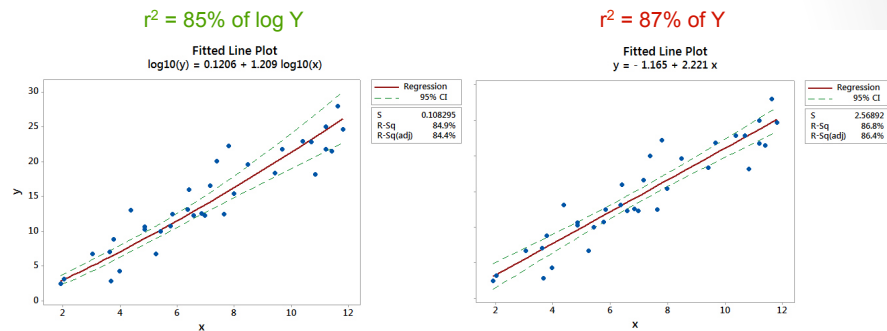 r² = 85% of log Y
Fitted Line Plot
log10(y) = 0.1206 + 1.209 log10(x)
Regression
95% CI
S 0.108295
R-Sq 84.9%
R-Sq(adj) 84.4%
30
25
20
15
10
5
0
y
2 4 6 8 10 12
x
r² = 87% of Y
Fitted Line Plot
y = - 1.165 + 2.221 x
Regression
95% CI
S 2.56892
R-Sq 86.8%
R-Sq(adj) 86.4%
2 4 6 8 10 12
x